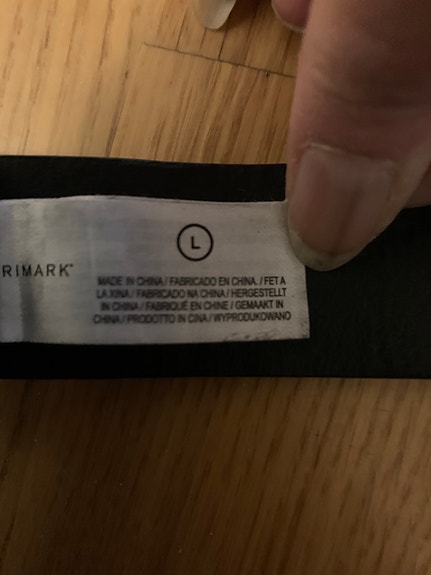 L
RIMARK
MADE IN CHINA / FABRICADO EN CHINA. / FET A
LA XINA / FABRICADO NA CHINA / HERGESTELLT
IN CHINA / FABRIQUÉ EN CHINE / GEMAAKT IN
CHINA / PRODOTTO IN CINA / WYPRODUKOWANO